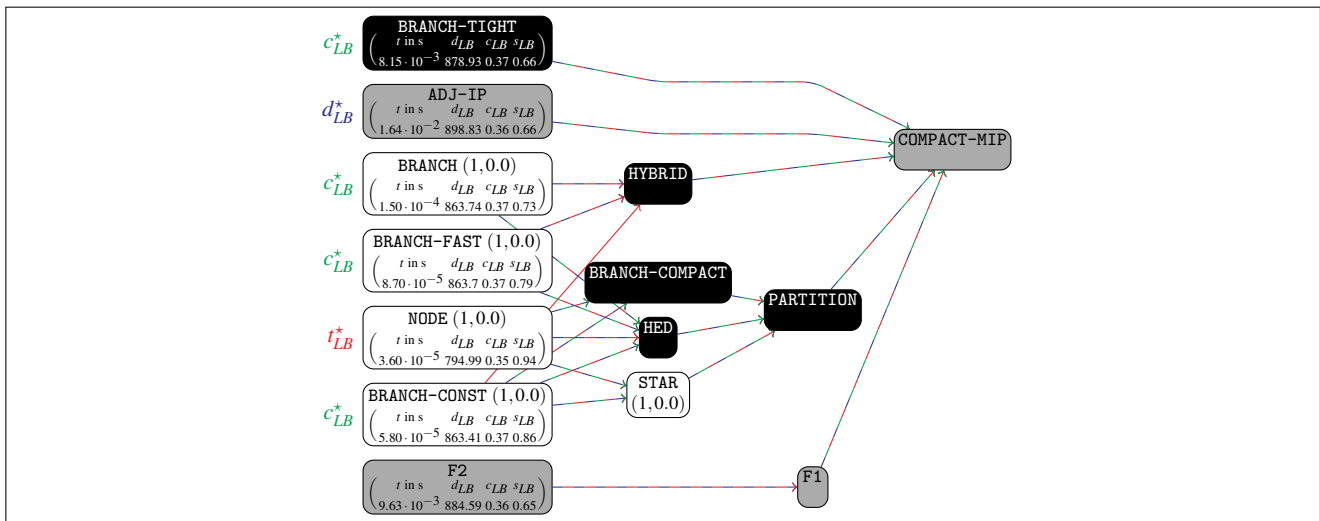 BRANCH-TIGHT
c⋆LB
t in s dLB cLB sLB
8.15·10−3 878.93 0.37 0.66
ADJ-IP
d⋆LB
t in s dLB cLB sLB
1.64·10−2 898.83 0.36 0.66
COMPACT-MIP
BRANCH (1,0.0)
c⋆LB
t in s dLB cLB sLB
1.50·10−4 863.74 0.37 0.73
HYBRID
BRANCH-FAST (1,0.0)
c⋆LB
t in s dLB cLB sLB
8.70·10−5 863.7 0.37 0.79
BRANCH-COMPACT
PARTITION
NODE (1,0.0)
t⋆LB
t in s dLB cLB sLB
3.60·10−5 794.99 0.35 0.94
HED
STAR
(1,0.0)
BRANCH-CONST (1,0.0)
c⋆LB
t in s dLB cLB sLB
5.80·10−5 863.41 0.37 0.86
F2
t in s dLB cLB sLB
9.63·10−3 884.59 0.36 0.65
F1